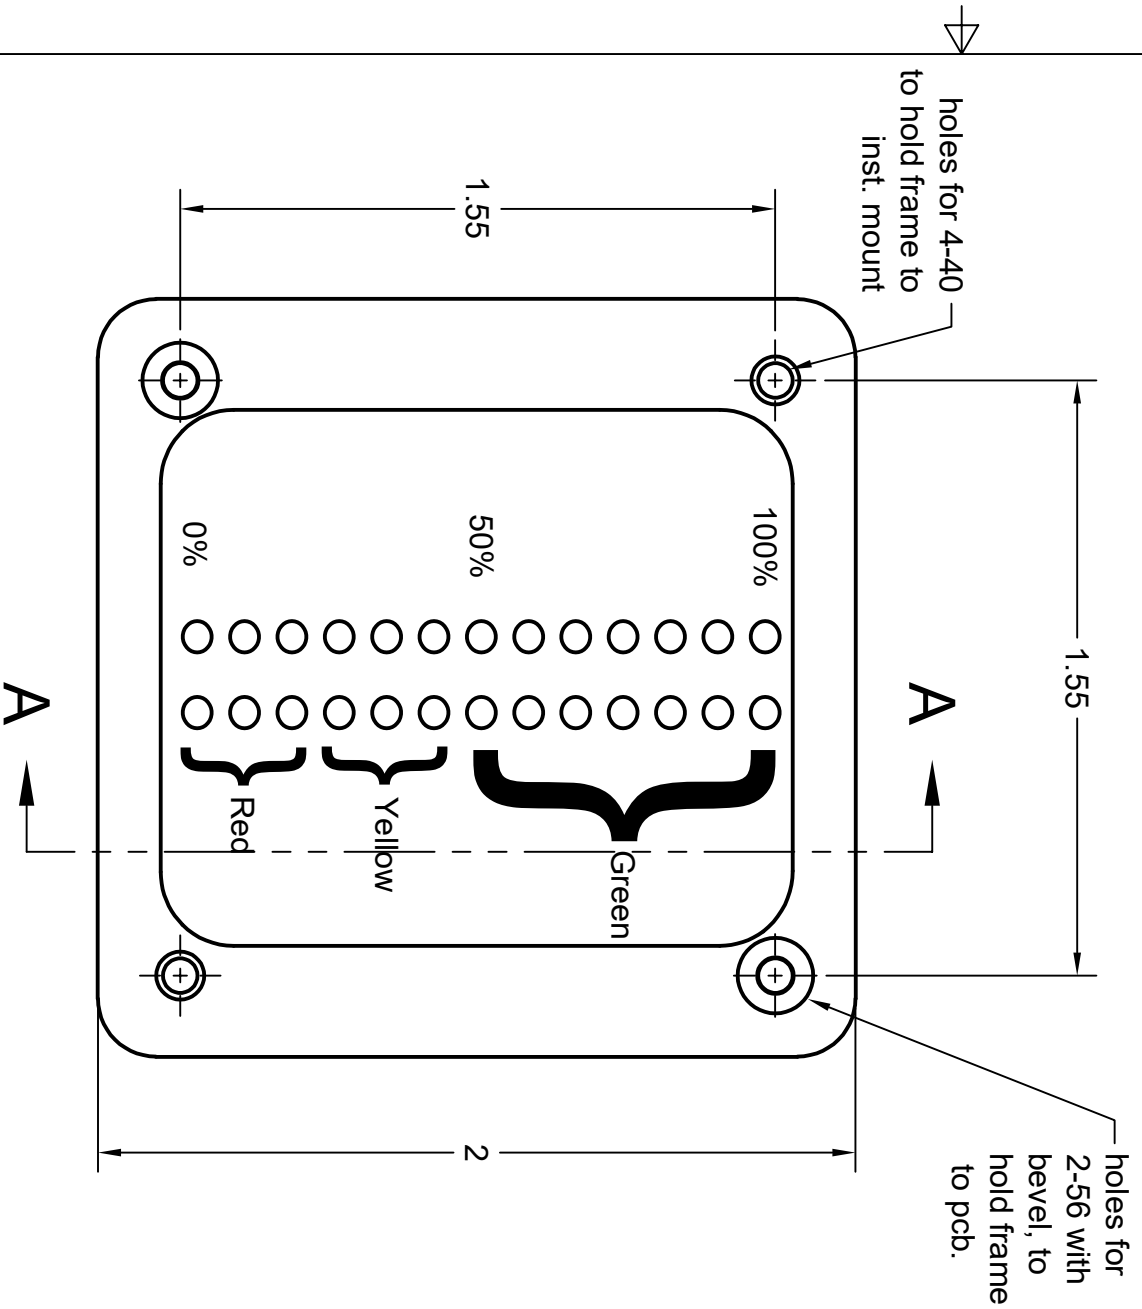 holes for 4-40
to hold frame to
inst. mount
1.55
1.55
holes for
2-56 with
bevel, to
hold frame
to pcb.
100%
50%
0%
Green
Yellow
Red
A
A
2